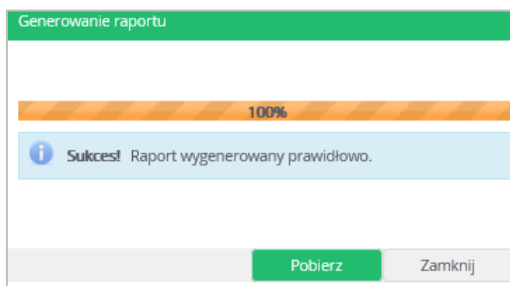 Generowanie raportu
100%
Sukces! Raport wygenerowany prawidłowo.
Pobierz Zamknij